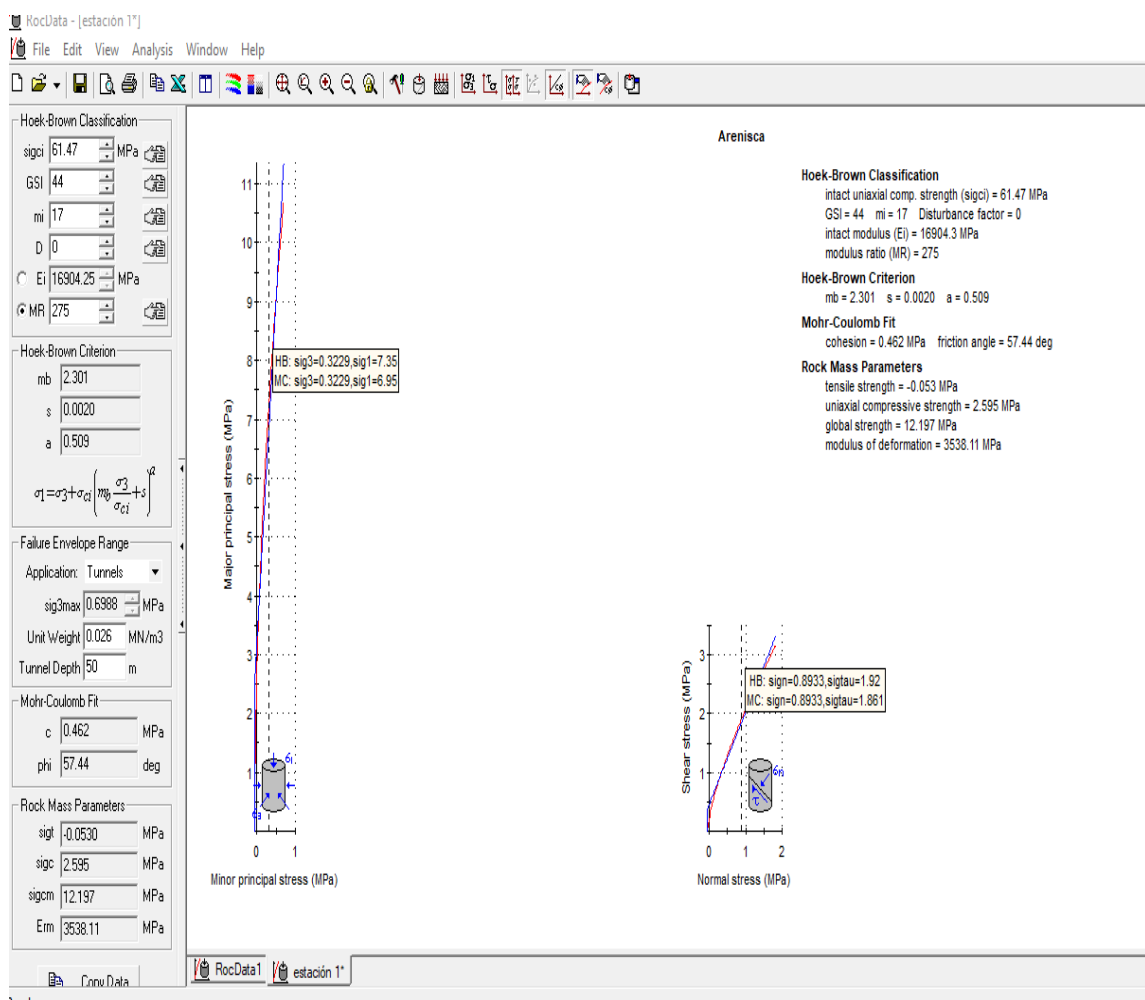 RocData - [estación 1*]
File Edit View Analysis Window Help
Hoek-Brown Classification
sigci 61.47 MPa
GSI 44
mi 17
D 0
Ei 16904.25 MPa
MR 275
Hoek-Brown Criterion
mb 2.301
s 0.0020
a 0.509
σ1=σ3+σci(mb σ3/σci+s)^a
Failure Envelope Range
Application: Tunnels
sig3max 0.6988 MPa
Unit Weight 0.026 MN/m3
Tunnel Depth 50 m
Mohr-Coulomb Fit
c 0.462 MPa
phi 57.44 deg
Rock Mass Parameters
sigt -0.0530 MPa
sigc 2.595 MPa
sigcm 12.197 MPa
Erm 3538.11 MPa
Copy Data
Major principal stress (MPa)
11
10
9
8
7
6
5
4
3
2
1
0 1
Minor principal stress (MPa)
HB: sig3=0.3229,sig1=7.35
MC: sig3=0.3229,sig1=6.95
Arenisca
Hoek-Brown Classification
intact uniaxial comp. strength (sigci) = 61.47 MPa
GSI = 44 mi = 17 Disturbance factor = 0
intact modulus (Ei) = 16904.3 MPa
modulus ratio (MR) = 275
Hoek-Brown Criterion
mb = 2.301 s = 0.0020 a = 0.509
Mohr-Coulomb Fit
cohesion = 0.462 MPa friction angle = 57.44 deg
Rock Mass Parameters
tensile strength = -0.053 MPa
uniaxial compressive strength = 2.595 MPa
global strength = 12.197 MPa
modulus of deformation = 3538.11 MPa
Shear stress (MPa)
3
2
1
0 1 2
Normal stress (MPa)
HB: sign=0.8933,sigtau=1.92
MC: sign=0.8933,sigtau=1.861
RocData1 estación 1*